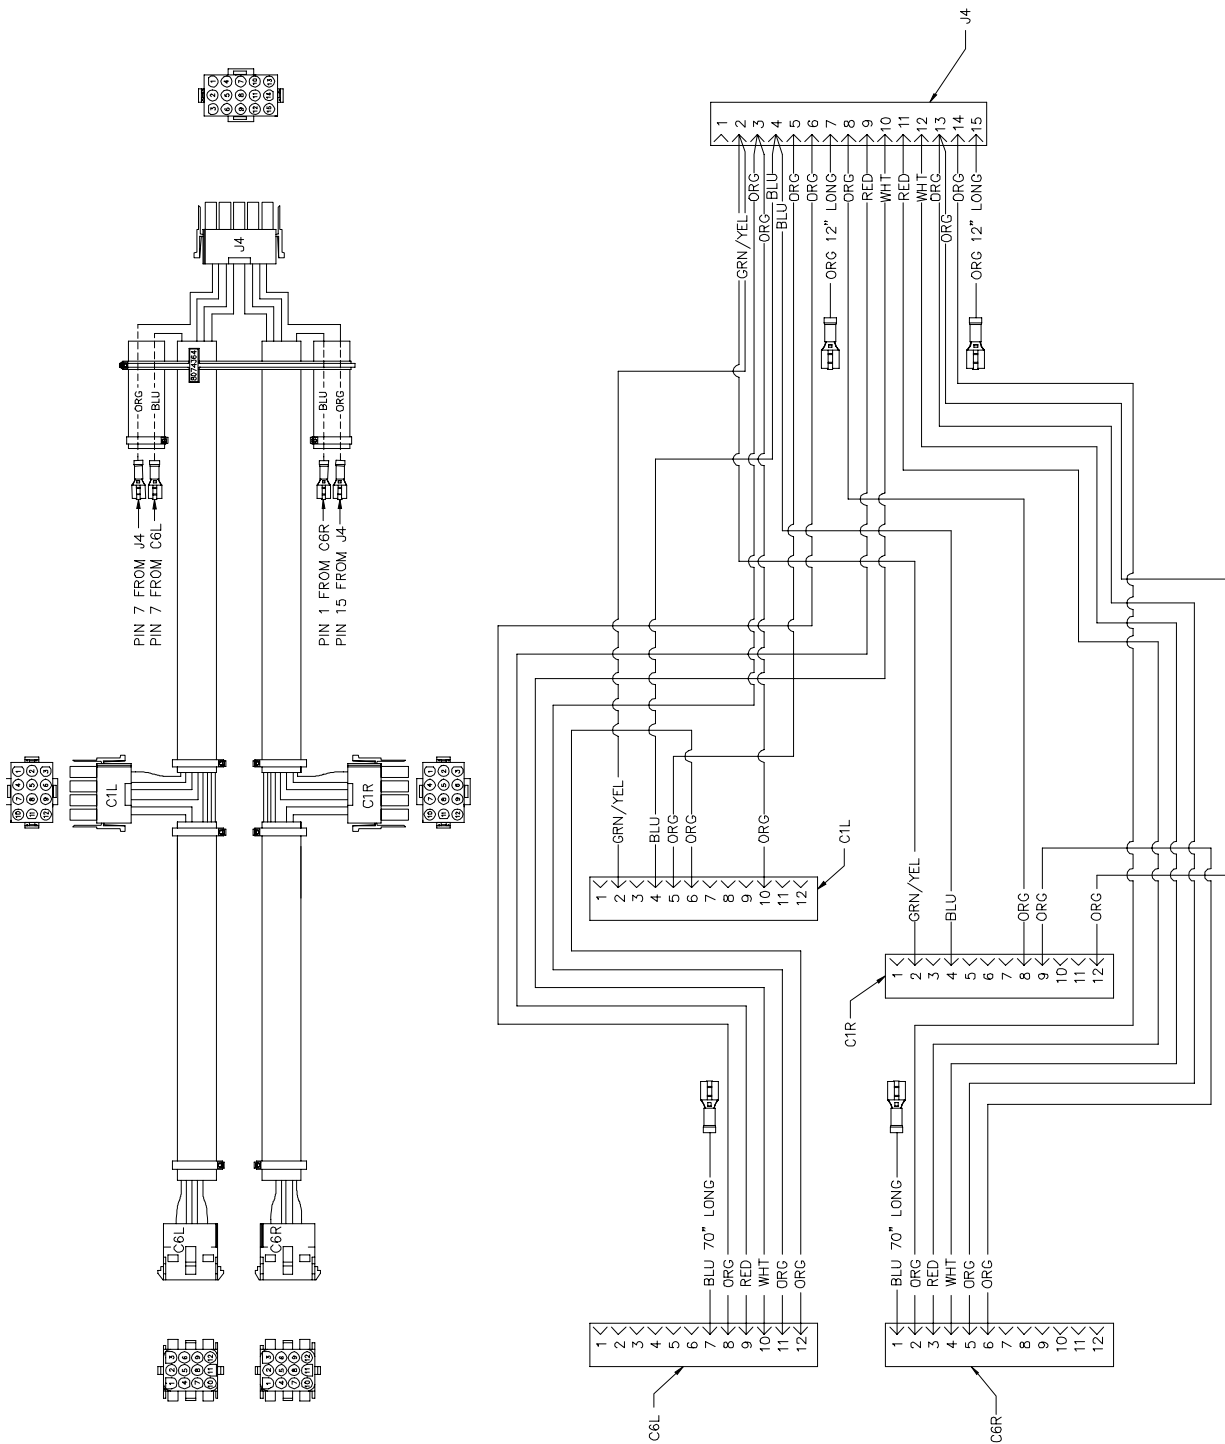 J4
1
2
3
4
5
6
7
8
9
10
11
12
13
14
15
GRN/YEL
ORG
ORG
BLU
BLU
ORG
ORG
ORG 12" LONG
ORG
RED
WHT
RED
WHT
ORG
ORG
ORG
ORG 12" LONG
C1L
1
2
3
4
5
6
7
8
9
10
11
12
GRN/YEL
BLU
ORG
ORG
ORG
C1R
1
2
3
4
5
6
7
8
9
10
11
12
GRN/YEL
BLU
ORG
ORG
ORG
C6L
1
2
3
4
5
6
7
8
9
10
11
12
BLU 70" LONG
ORG
RED
WHT
ORG
ORG
C6R
1
2
3
4
5
6
7
8
9
10
11
12
BLU 70" LONG
ORG
RED
WHT
ORG
ORG
J4
8074364
ORG
BLU
BLU
ORG
PIN 7 FROM J4
PIN 7 FROM C6L
PIN 1 FROM C6R
PIN 15 FROM J4
C1L
C1R
C6L
C6R